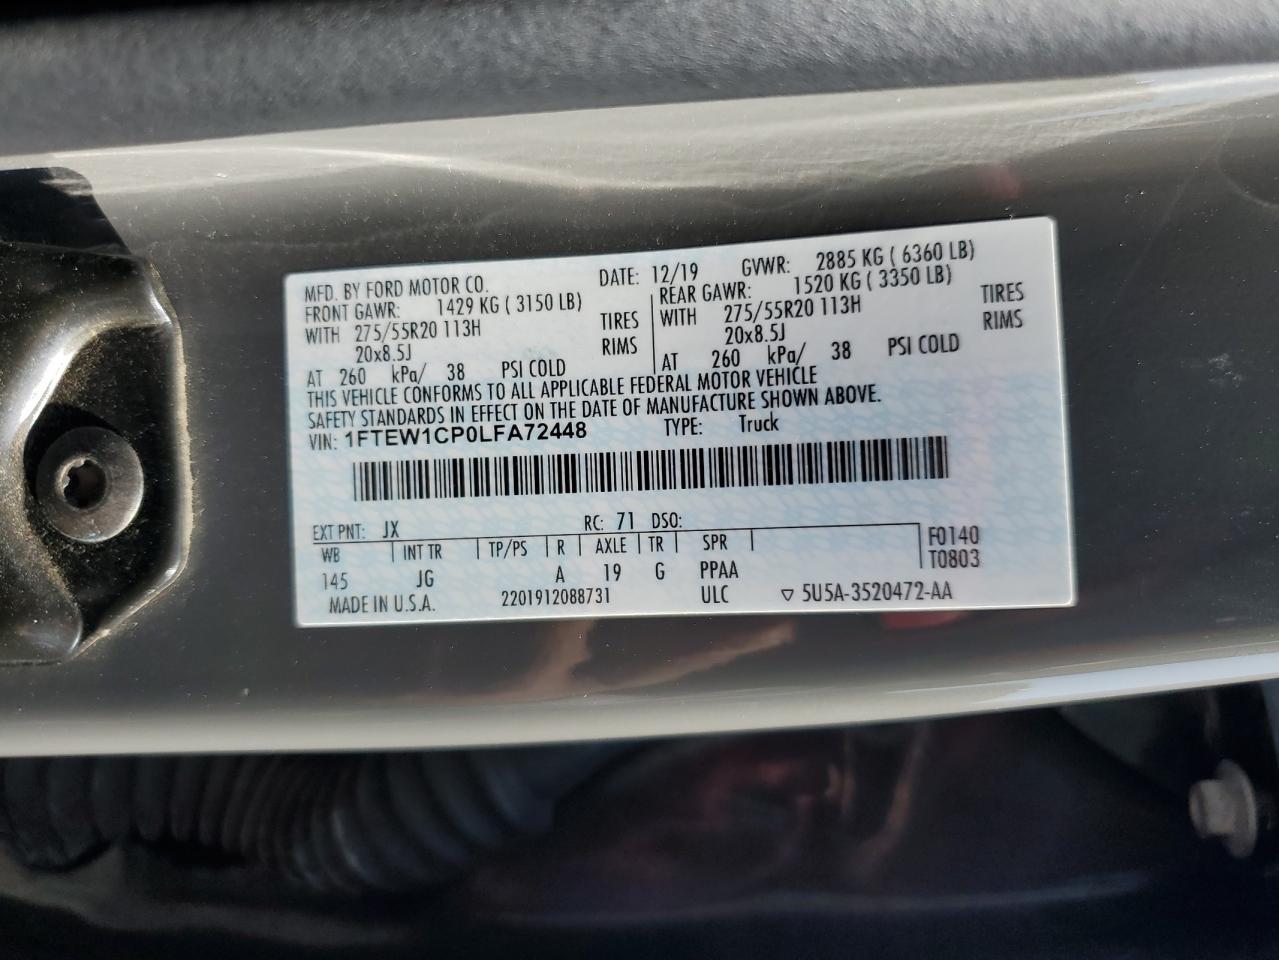 MFD. BY FORD MOTOR CO. DATE: 12/19 GVWR: 2885 KG ( 6360 LB)
FRONT GAWR: 1429 KG ( 3150 LB) REAR GAWR: 1520 KG ( 3350 LB)
WITH 275/55R20 113H TIRES WITH 275/55R20 113H TIRES
20x8.5J RIMS 20x8.5J RIMS
AT 260 kPa/ 38 PSI COLD AT 260 kPa/ 38 PSI COLD
THIS VEHICLE CONFORMS TO ALL APPLICABLE FEDERAL MOTOR VEHICLE
SAFETY STANDARDS IN EFFECT ON THE DATE OF MANUFACTURE SHOWN ABOVE.
VIN: 1FTEW1CP0LFA72448 TYPE: Truck
EXT PNT: JX RC: 71 DSO:
WB INT TR TP/PS R AXLE TR SPR F0140
145 JG A 19 G PPAA T0803
MADE IN U.S.A. 2201912088731 ULC ▽ 5U5A-3520472-AA